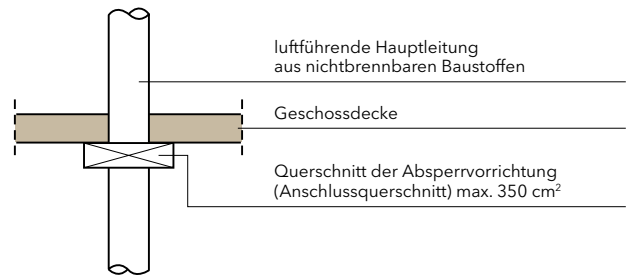 luftführende Hauptleitung
aus nichtbrennbaren Baustoffen
Geschossdecke
Querschnitt der Absperrvorrichtung
(Anschlussquerschnitt) max. 350 cm²